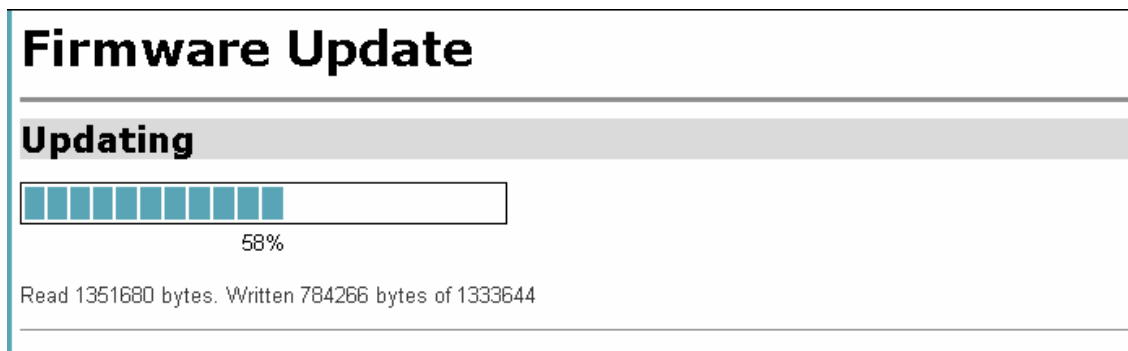 Firmware Update
Updating
58%
Read 1351680 bytes. Written 784266 bytes of 1333644